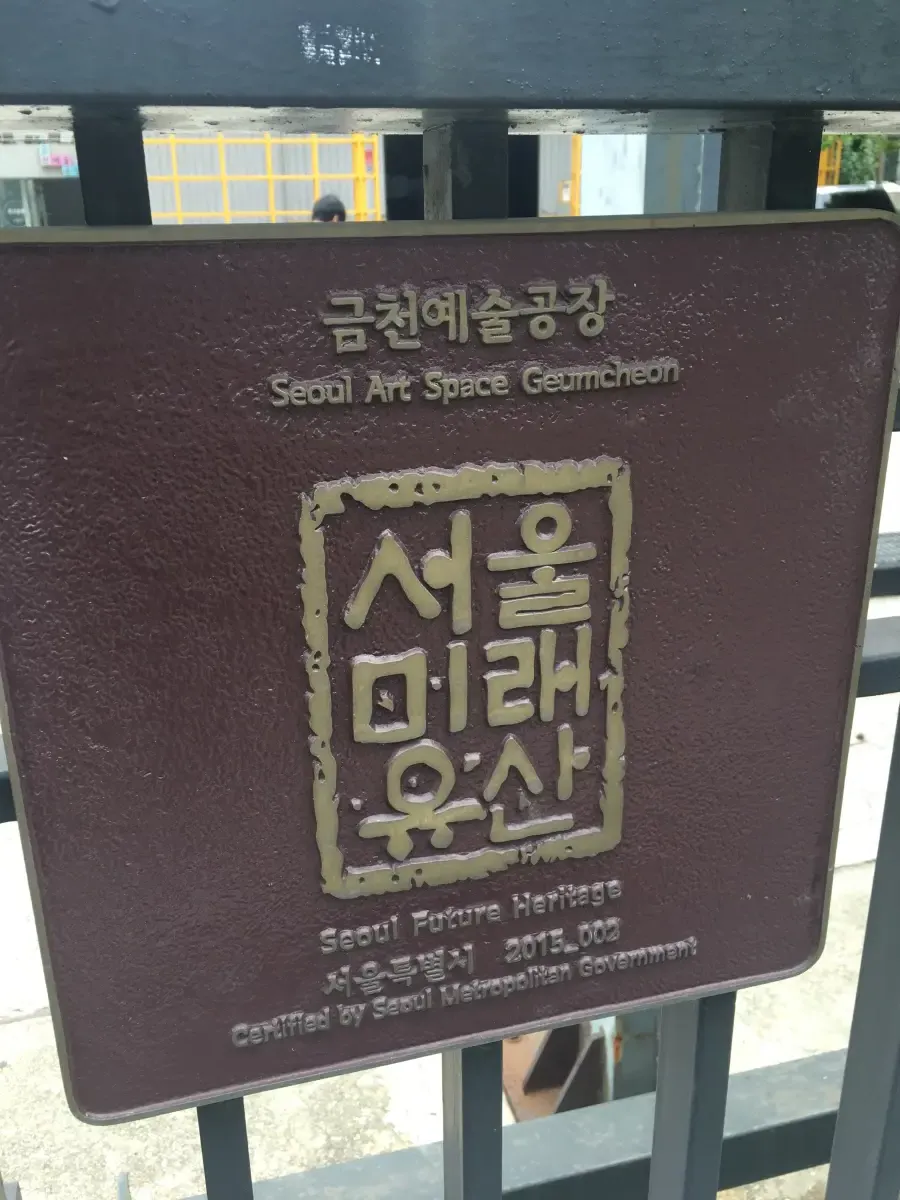 금천예술공장
Seoul Art Space Geumcheon
서울
미래
유산
Seoul Future Heritage
서울특별시 2015_002
Certified by Seoul Metropolitan Government